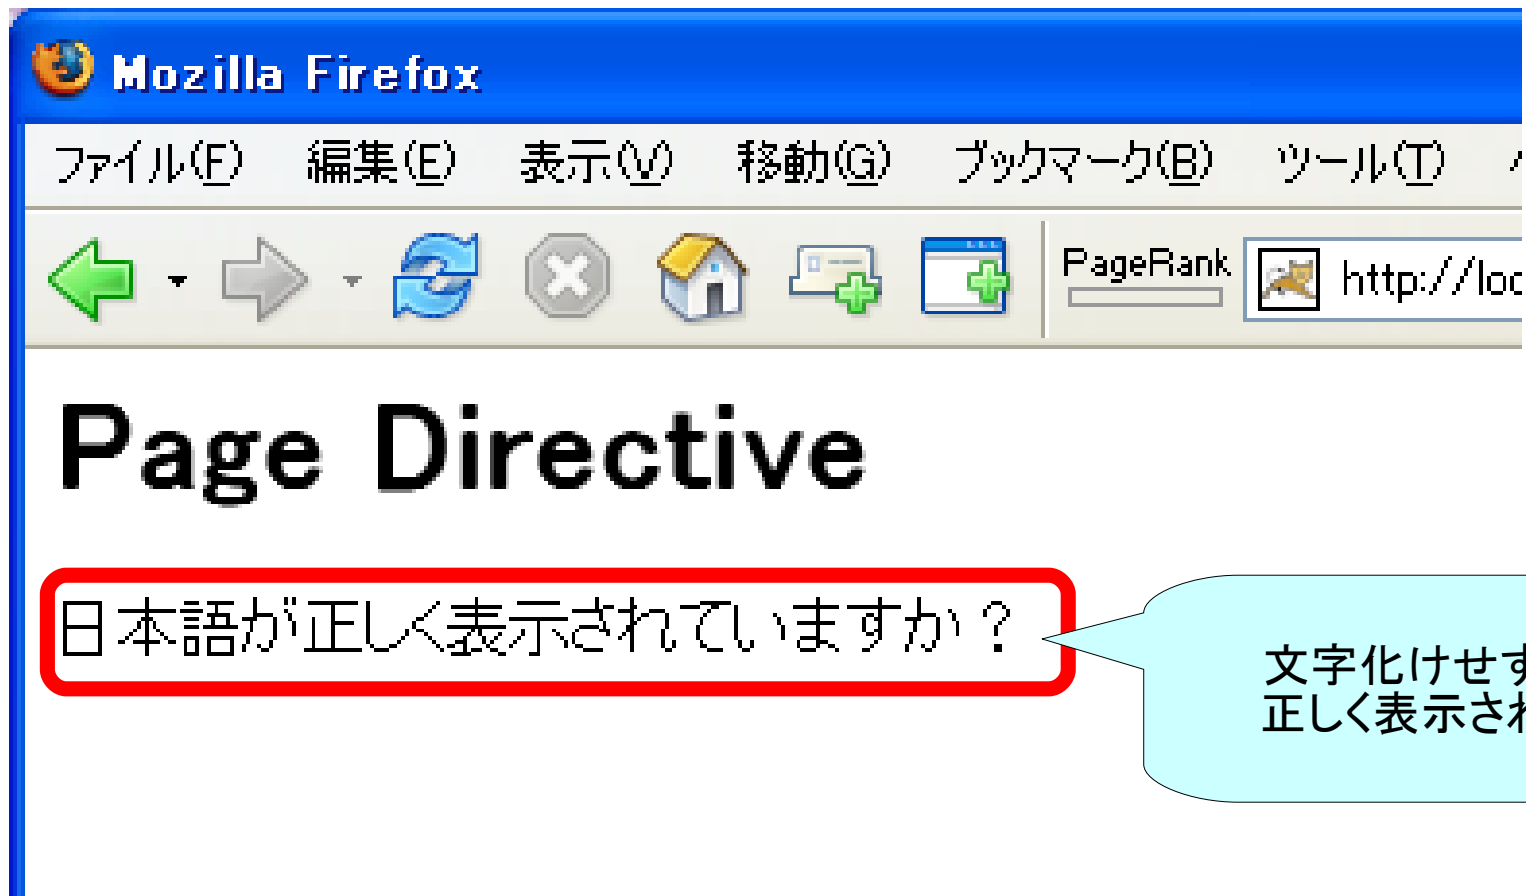 Mozilla Firefox
ファイル(F) 編集(E) 表示(V) 移動(G) ブックマーク(B) ツール(T)
PageRank http://loc
Page Directive
日本語が正しく表示されていますか？
文字化けせず
正しく表示され